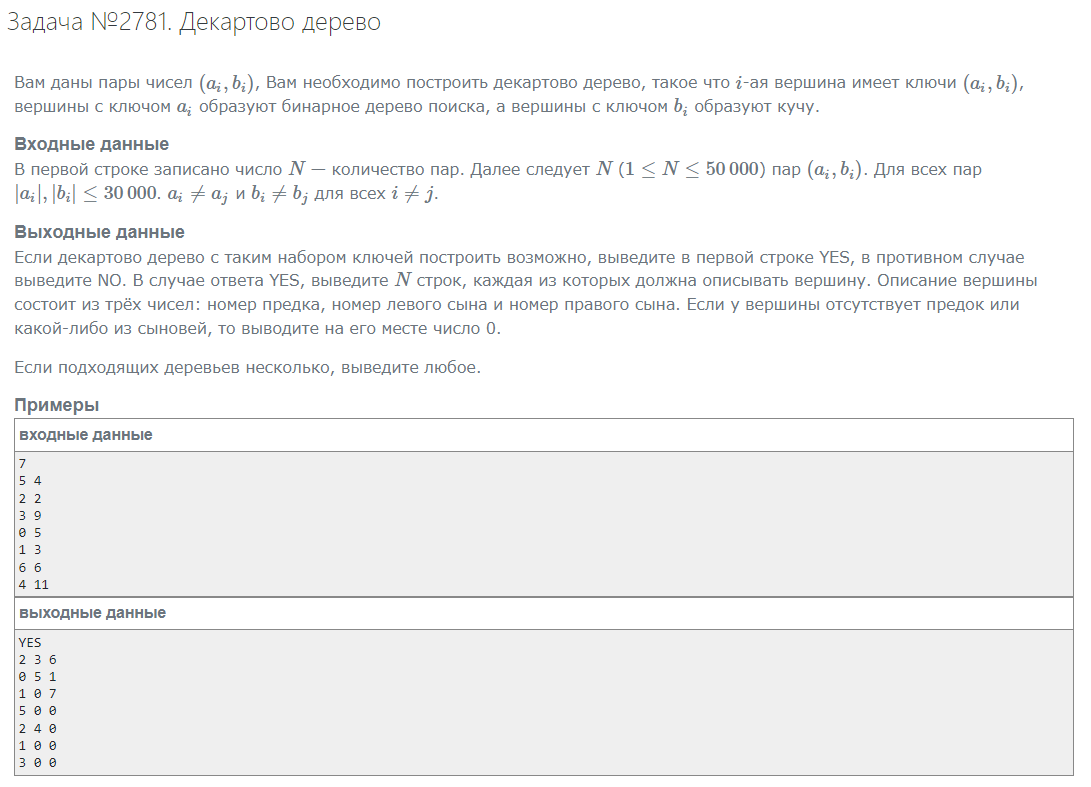 Задача №2781. Декартово дерево
Вам даны пары чисел (aᵢ, bᵢ), Вам необходимо построить декартово дерево, такое что i-ая вершина имеет ключи (aᵢ, bᵢ),
вершины с ключом aᵢ образуют бинарное дерево поиска, а вершины с ключом bᵢ образуют кучу.
Входные данные
В первой строке записано число N — количество пар. Далее следует N (1 ≤ N ≤ 50 000) пар (aᵢ, bᵢ). Для всех пар
|aᵢ|, |bᵢ| ≤ 30 000. aᵢ ≠ aⱼ и bᵢ ≠ bⱼ для всех i ≠ j.
Выходные данные
Если декартово дерево с таким набором ключей построить возможно, выведите в первой строке YES, в противном случае
выведите NO. В случае ответа YES, выведите N строк, каждая из которых должна описывать вершину. Описание вершины
состоит из трёх чисел: номер предка, номер левого сына и номер правого сына. Если у вершины отсутствует предок или
какой-либо из сыновей, то выводите на его месте число 0.
Если подходящих деревьев несколько, выведите любое.
Примеры
входные данные
7
5 4
2 2
3 9
0 5
1 3
6 6
4 11
выходные данные
YES
2 3 6
0 5 1
1 0 7
5 0 0
2 4 0
1 0 0
3 0 0